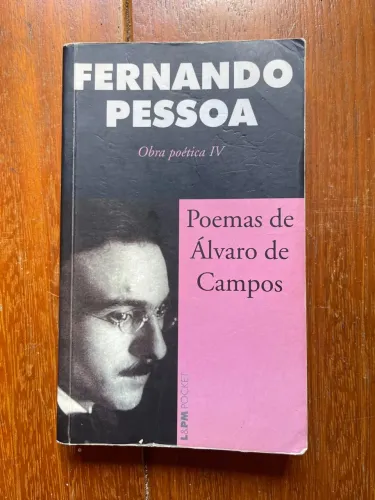 FERNANDO
PESSOA
Obra poética IV
Poemas de
Álvaro de
Campos
L&PM POCKET